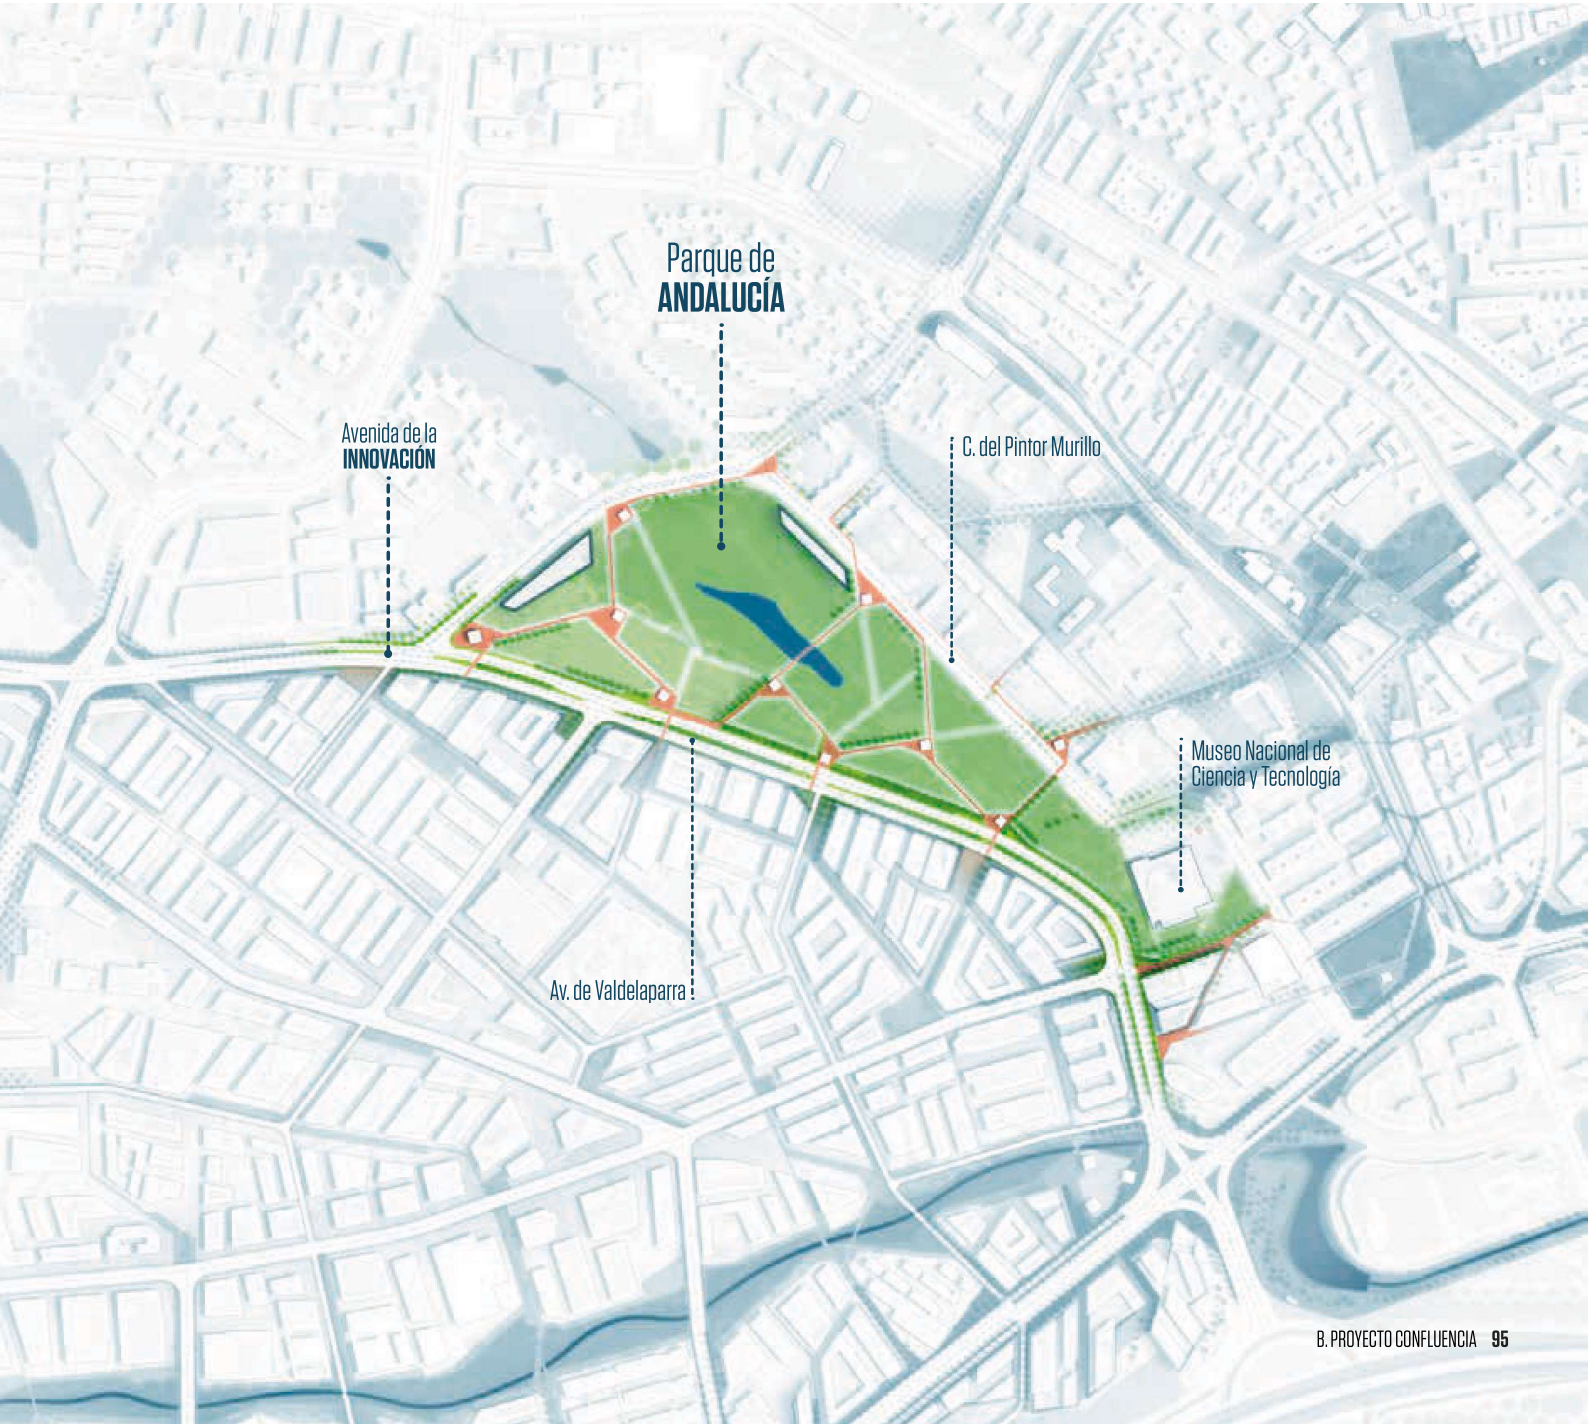 Parque de
ANDALUCÍA
Avenida de la
INNOVACIÓN
C. del Pintor Murillo
Museo Nacional de
Ciencia y Tecnología
Av. de Valdelaparra
B. PROYECTO CONFLUENCIA 95